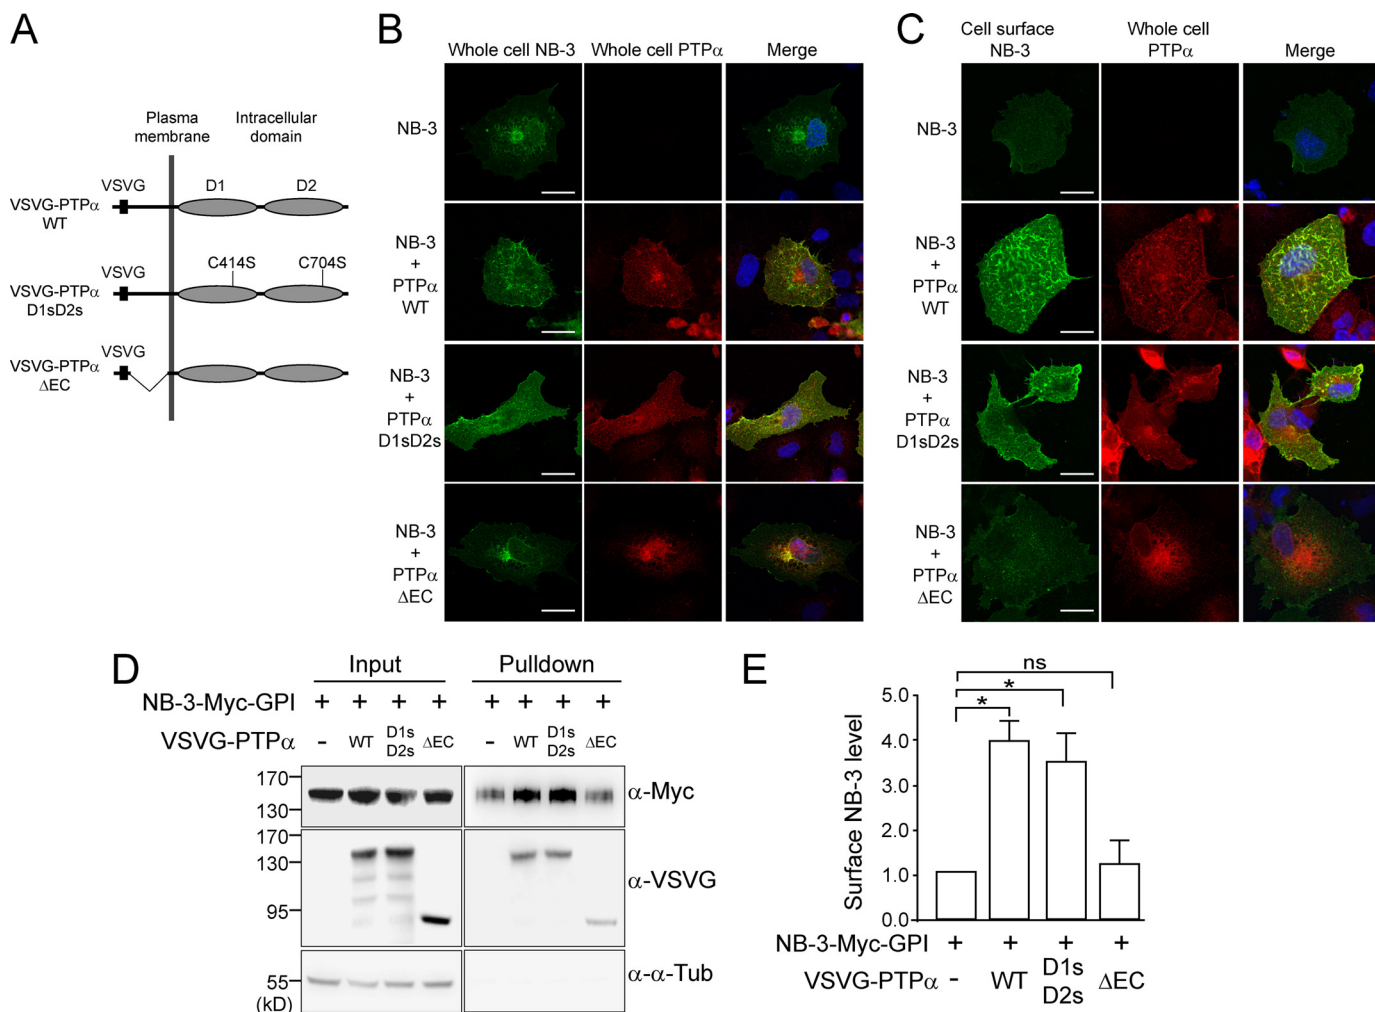 A
Plasma
membrane
Intracellular
domain
VSVG
D1
D2
VSVG-PTPα
WT
VSVG
C414S
C704S
VSVG-PTPα
D1sD2s
VSVG
VSVG-PTPα
ΔEC
B
Whole cell NB-3
Whole cell PTPα
Merge
NB-3
NB-3
+
PTPα
WT
NB-3
+
PTPα
D1sD2s
NB-3
+
PTPα
ΔEC
C
Cell surface
NB-3
Whole cell
PTPα
Merge
NB-3
NB-3
+
PTPα
WT
NB-3
+
PTPα
D1sD2s
NB-3
+
PTPα
ΔEC
D
Input
Pulldown
NB-3-Myc-GPI + + + + + + + +
VSVG-PTPα - WT D1s D2s ΔEC - WT D1s D2s ΔEC
170
130
α-Myc
170
130
95
α-VSVG
55
(kD)
α-α-Tub
E
ns
*
*
5.0
4.0
3.0
2.0
1.0
0.0
Surface NB-3 level
NB-3-Myc-GPI + + + +
VSVG-PTPα - WT D1s D2s ΔEC